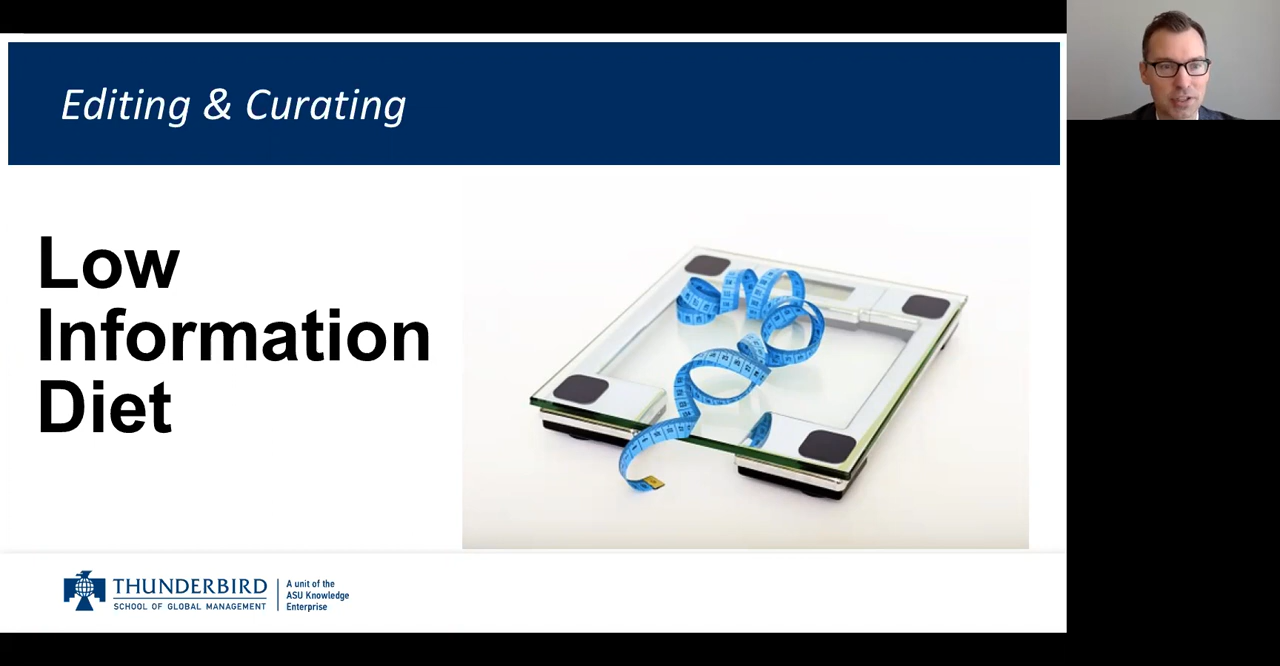 Editing & Curating
Low
Information
Diet
THUNDERBIRD
SCHOOL OF GLOBAL MANAGEMENT
A unit of the
ASU Knowledge
Enterprise